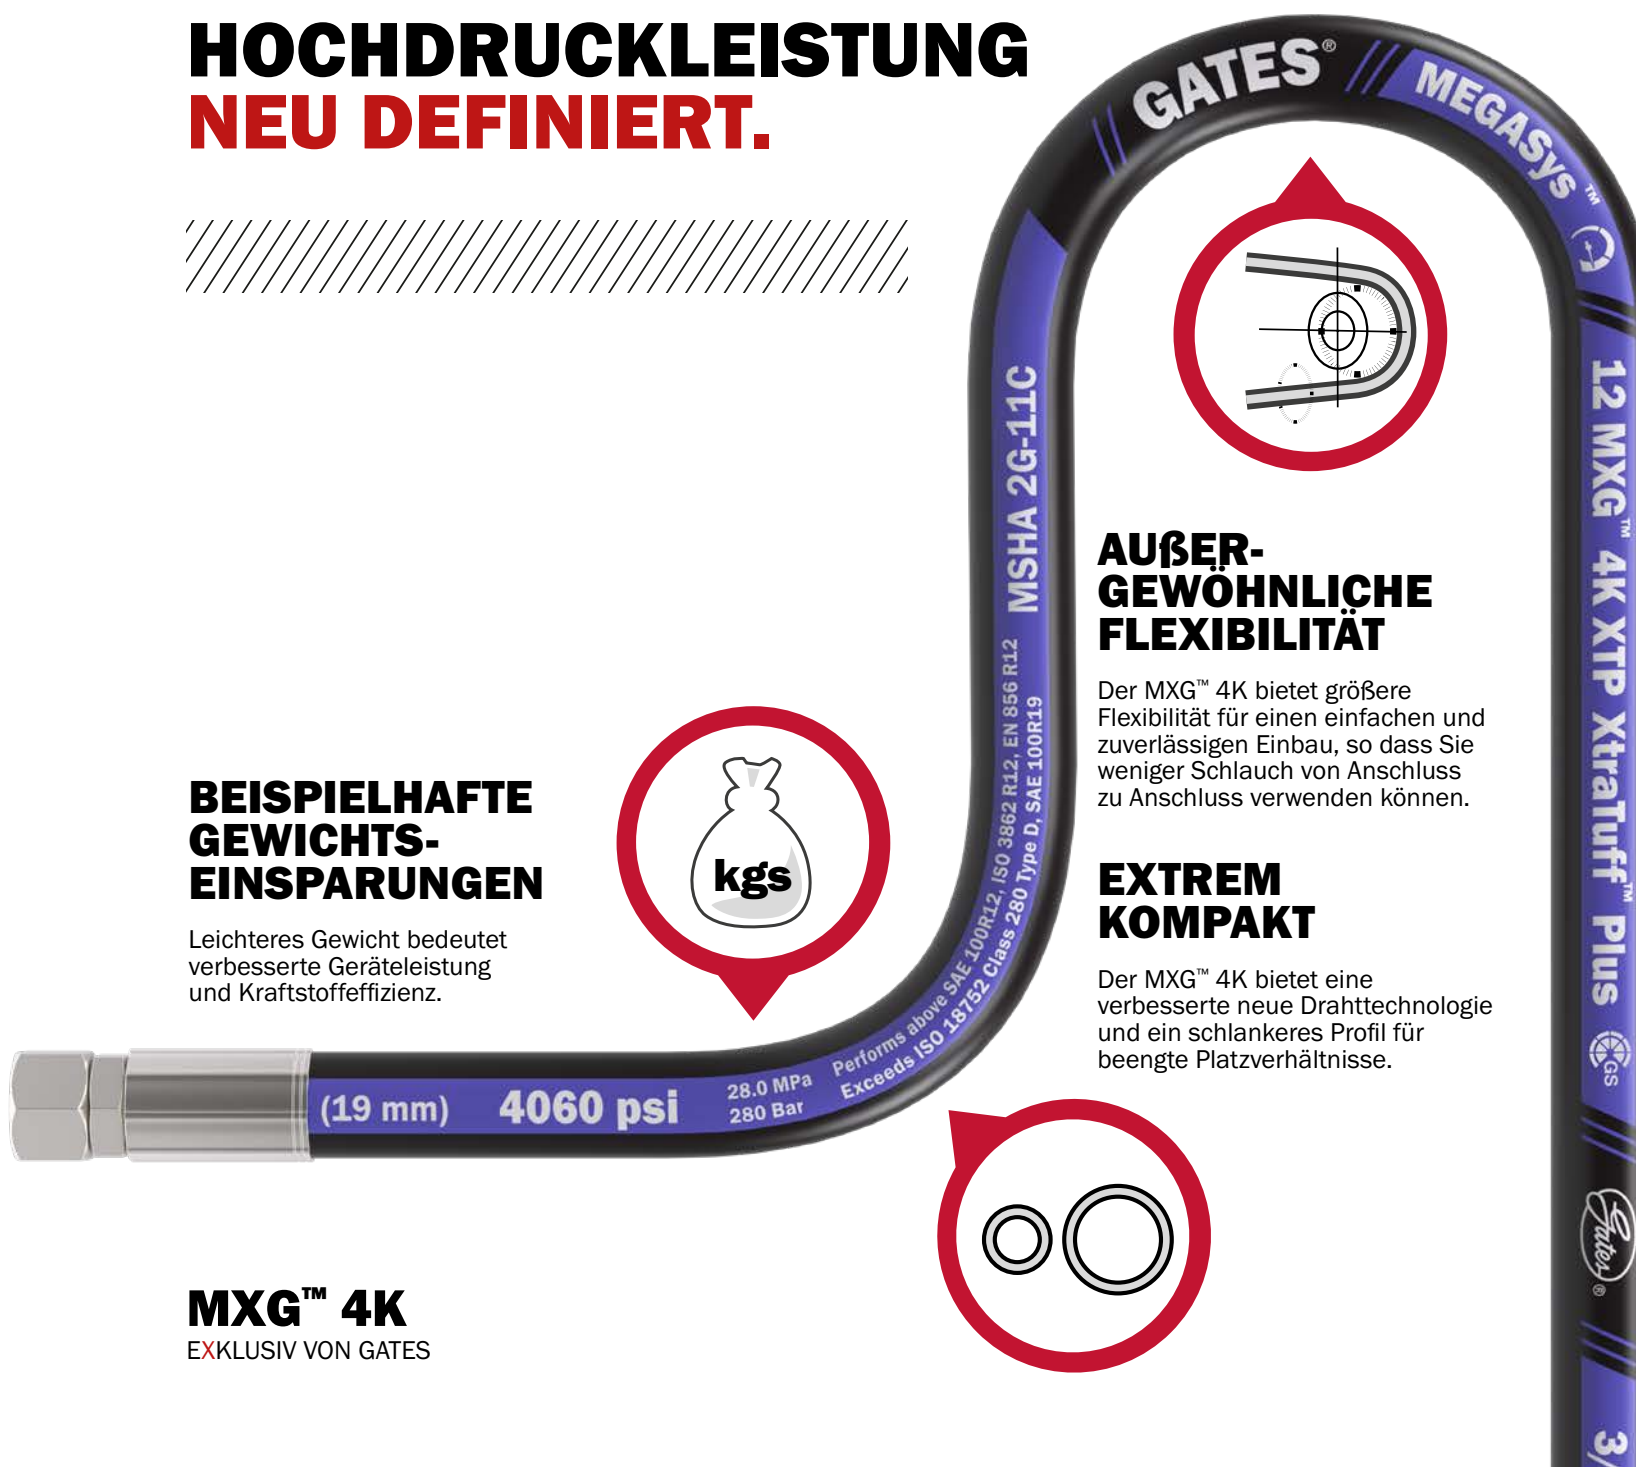 HOCHDRUCKLEISTUNG
NEU DEFINIERT.
GATES®
MEGASys™
12 MXG™ 4K XTP XtraTuff™ Plus
GS
Gates®
3/
MSHA 2G-11C
Performs above SAE 100R12, ISO 3862 R12, EN 856 R12
Exceeds ISO 18752 Class 280 Type D, SAE 100R19
28.0 MPa
280 Bar
4060 psi
(19 mm)
AUßER-
GEWÖHNLICHE
FLEXIBILITÄT
Der MXG™ 4K bietet größere
Flexibilität für einen einfachen und
zuverlässigen Einbau, so dass Sie
weniger Schlauch von Anschluss
zu Anschluss verwenden können.
BEISPIELHAFTE
GEWICHTS-
EINSPARUNGEN
Leichteres Gewicht bedeutet
verbesserte Geräteleistung
und Kraftstoffeffizienz.
kgs
EXTREM
KOMPAKT
Der MXG™ 4K bietet eine
verbesserte neue Drahttechnologie
und ein schlankeres Profil für
beengte Platzverhältnisse.
MXG™ 4K
EXKLUSIV VON GATES